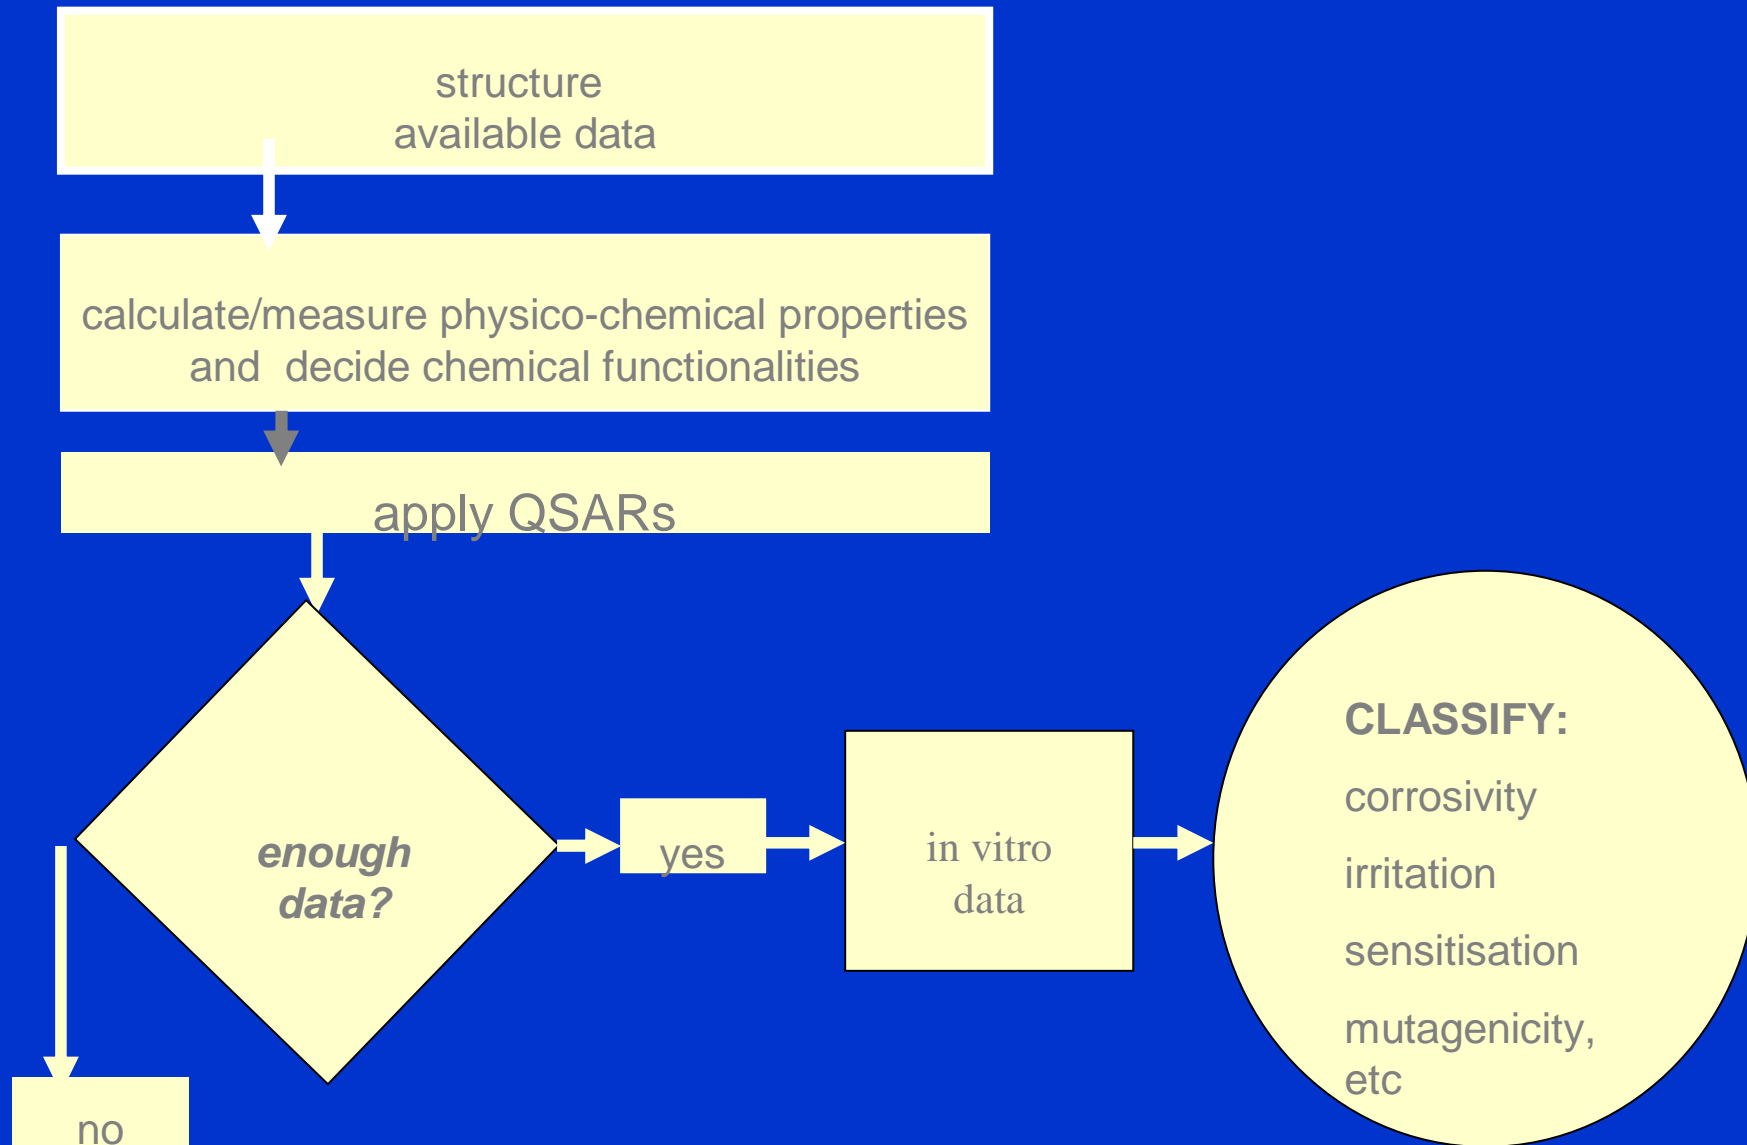 structure
available data
calculate/measure physico-chemical properties
and decide chemical functionalities
apply QSARs
enough
data?
yes
in vitro
data
CLASSIFY:
corrosivity
irritation
sensitisation
mutagenicity,
etc
no